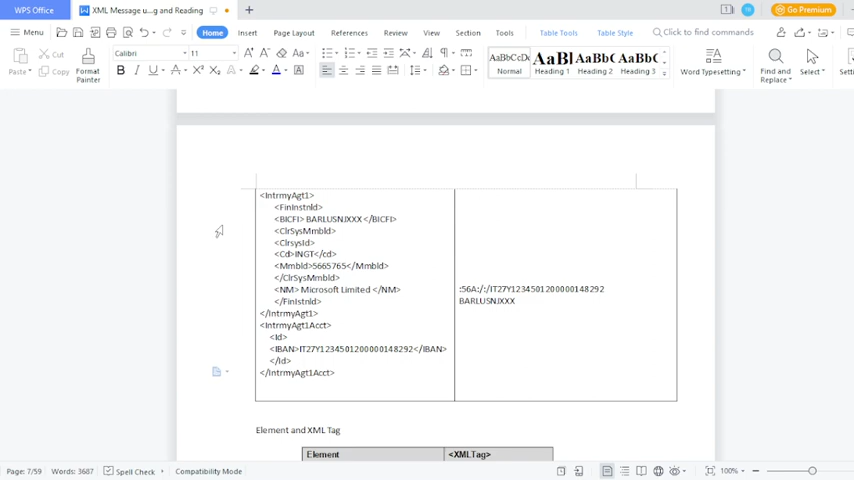 WPS Office
XML Message u...g and Reading
Go Premium
Menu
Home
Insert
Page Layout
References
Review
View
Section
Tools
Table Tools
Table Style
Click to find commands
Paste
Cut
Copy
Format Painter
Calibri
11
AaBbCcDc
Normal
AaBl
Heading 1
AaBb(
Heading 2
AaBbC(
Heading 3
Word Typesetting
Find and Replace
Select
<IntrmyAgt1>
<FinInstnId>
<BICFI> BARLUSNJXXX </BICFI>
<ClrSysMmbId>
<ClrsysId>
<Cd>INGT</cd>
<MmbId>5665765</MmbId>
</ClrSysMmbId>
<NM> Microsoft Limited </NM>
</FinIstnId>
</IntrmyAgt1>
<IntrmyAgt1Acct>
<Id>
<IBAN>IT27Y1234501200000148292</IBAN>
</Id>
</IntrmyAgt1Acct>
:56A:/:/IT27Y1234501200000148292
BARLUSNJXXX
Element and XML Tag
Element
<XMLTag>
Page: 7/59
Words: 3687
Spell Check
Compatibility Mode
100%